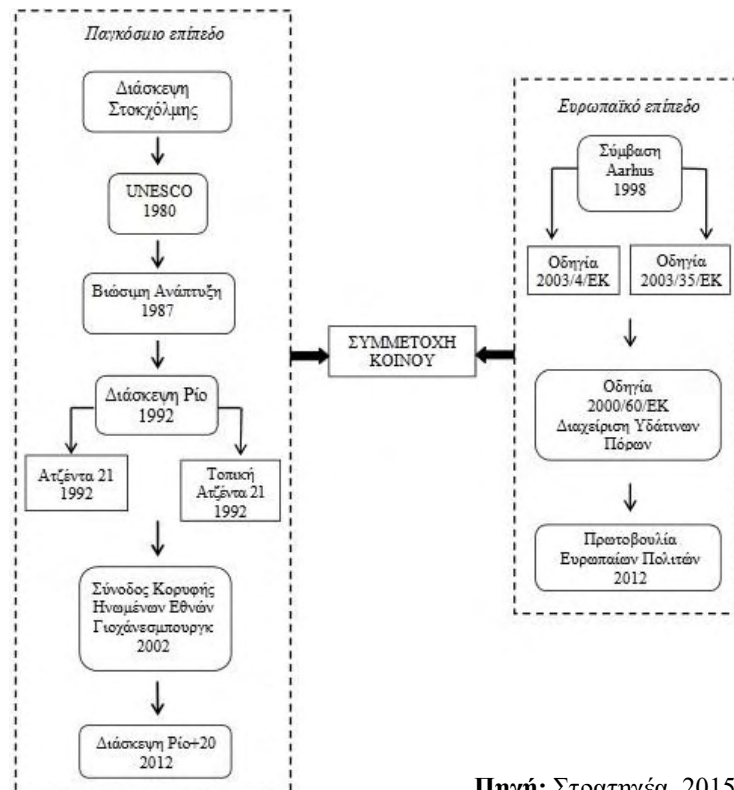 Παγκόσμιο επίπεδο
Διάσκεψη
Στοκχόλμης
UNESCO
1980
Βιώσιμη Ανάπτυξη
1987
Διάσκεψη Ρίο
1992
Ατζέντα 21
1992
Τοπική
Ατζέντα 21
1992
Σύνοδος Κορυφής
Ηνωμένων Εθνών
Γιοχάνεσμπουργκ
2002
Διάσκεψη Ρίο+20
2012
ΣΥΜΜΕΤΟΧΗ
ΚΟΙΝΟΥ
Ευρωπαϊκό επίπεδο
Σύμβαση
Aarhus
1998
Οδηγία
2003/4/ΕΚ
Οδηγία
2003/35/ΕΚ
Οδηγία
2000/60/ΕΚ
Διαχείριση Υδάτινων
Πόρων
Πρωτοβουλία
Ευρωπαίων Πολιτών
2012
Πηγή: Στρατηγέα, 2015